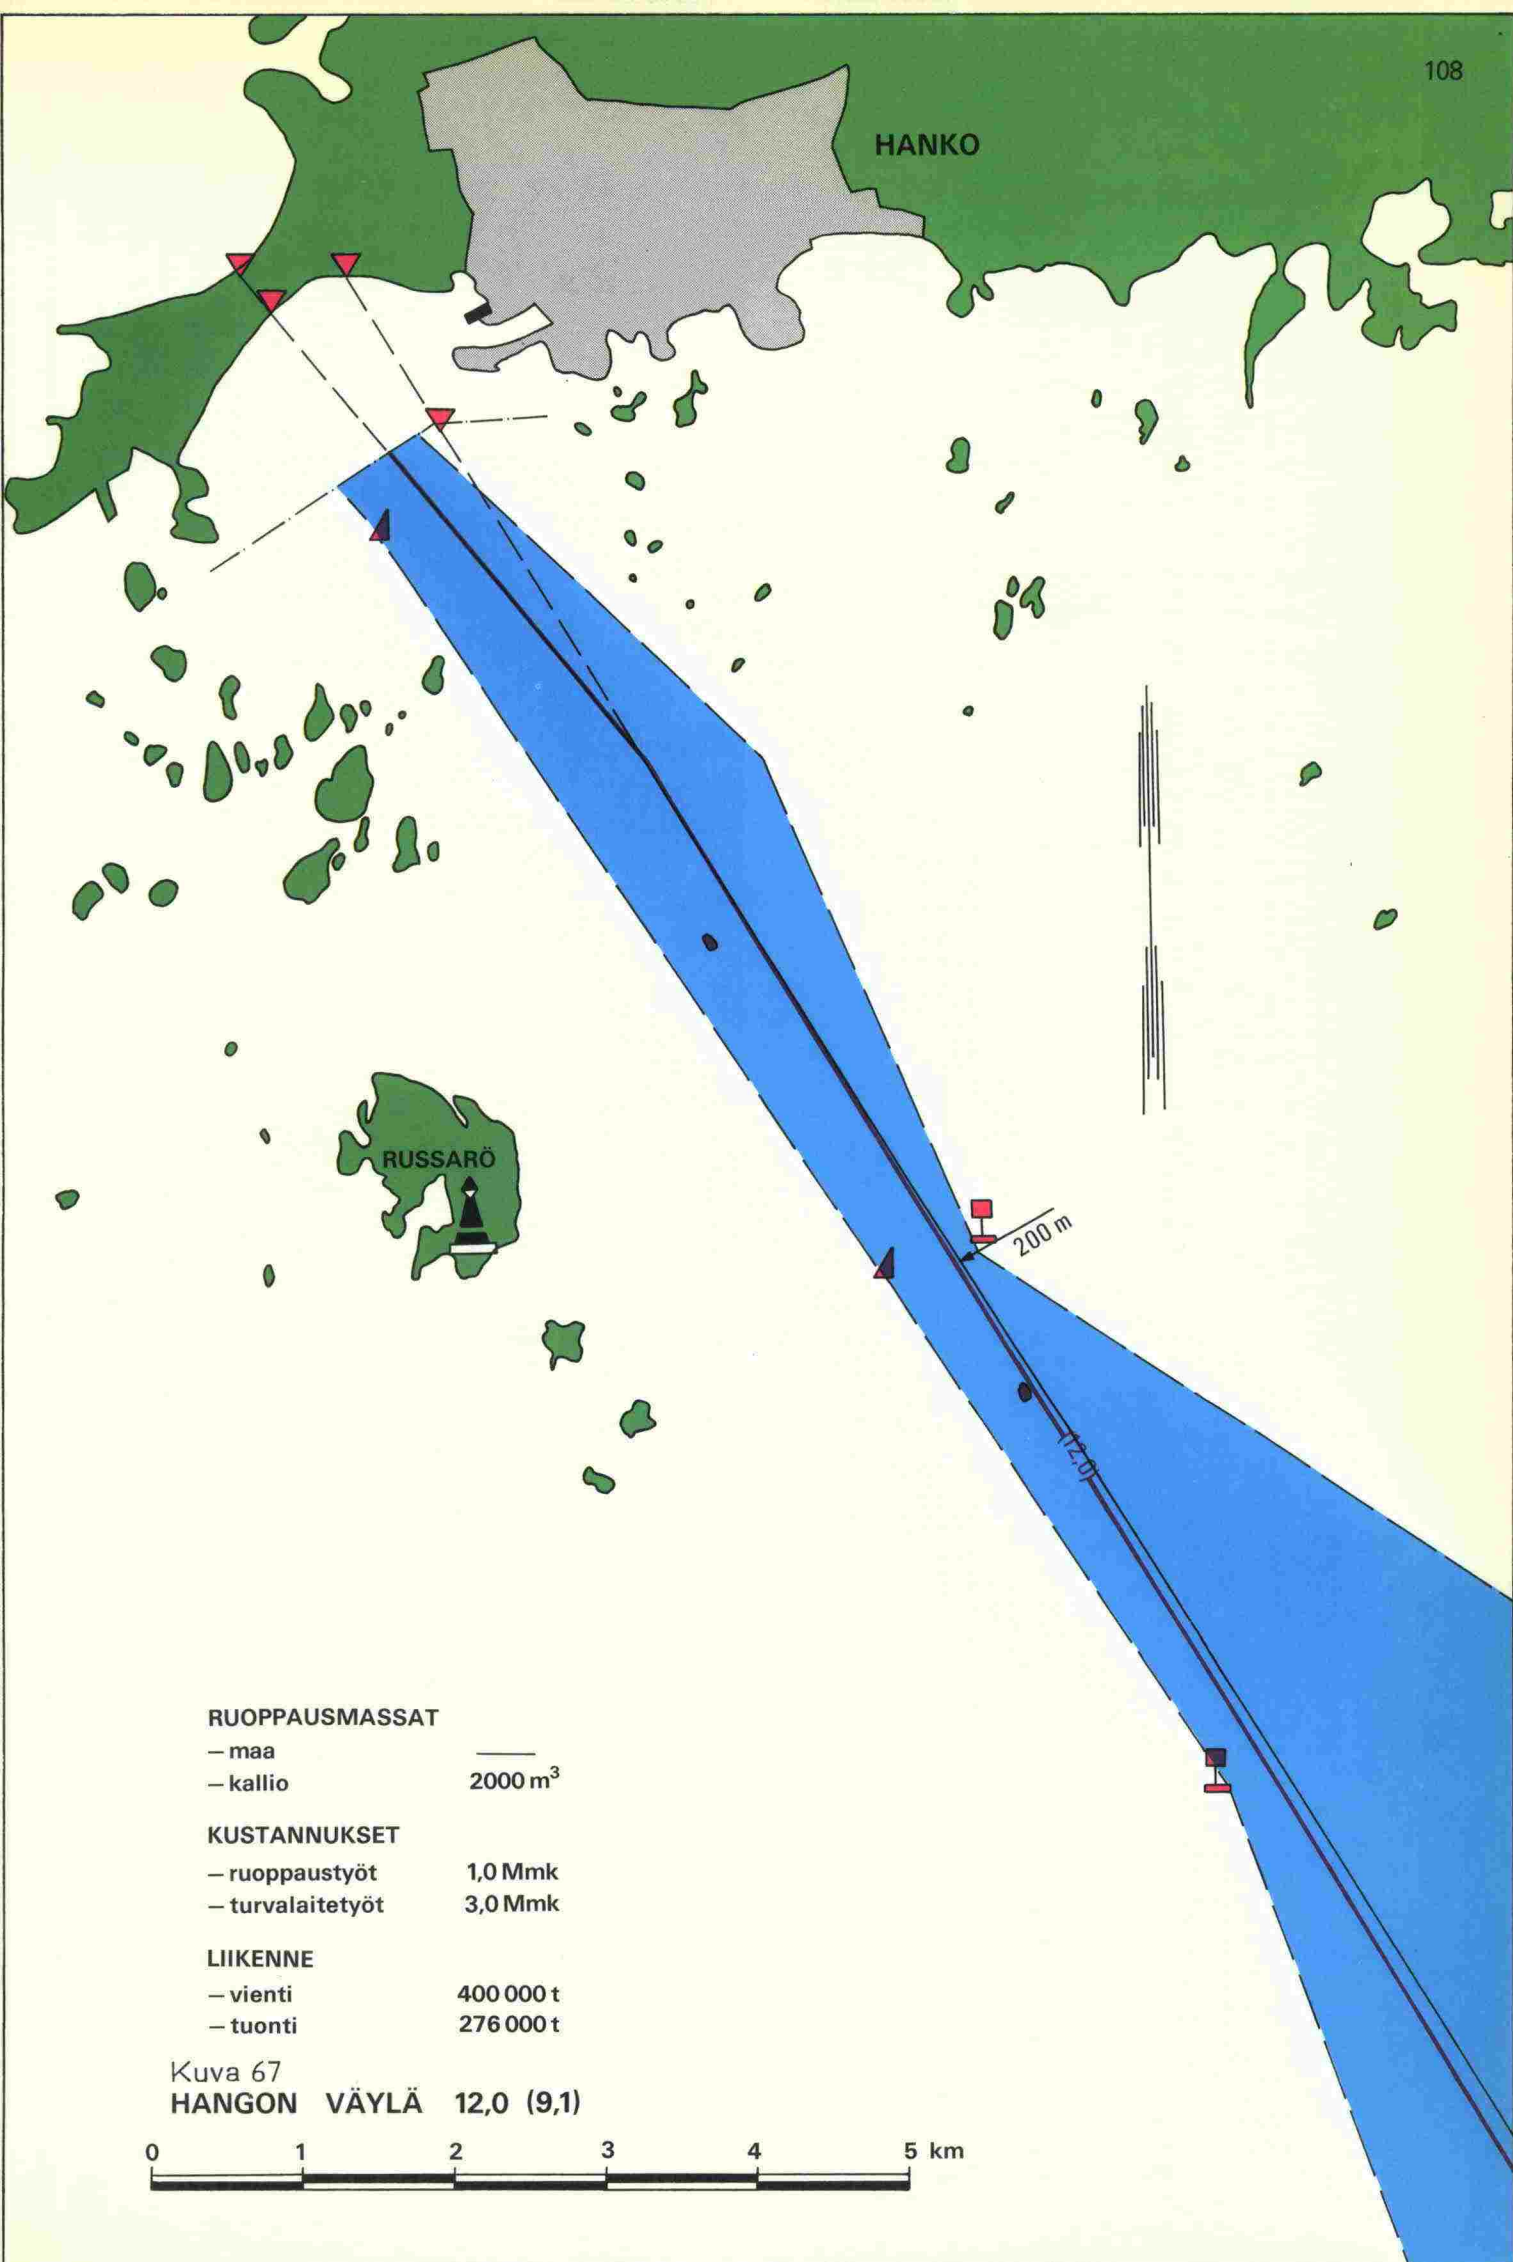 108
HANKO
RUSSARÖ
200 m
(12,0)
RUOPPAUSMASSAT
– maa ——
– kallio 2000 m³
KUSTANNUKSET
– ruoppaustyöt 1,0 Mmk
– turvalaitetyöt 3,0 Mmk
LIIKENNE
– vienti 400 000 t
– tuonti 276 000 t
Kuva 67
HANGON VÄYLÄ 12,0 (9,1)
0 1 2 3 4 5 km